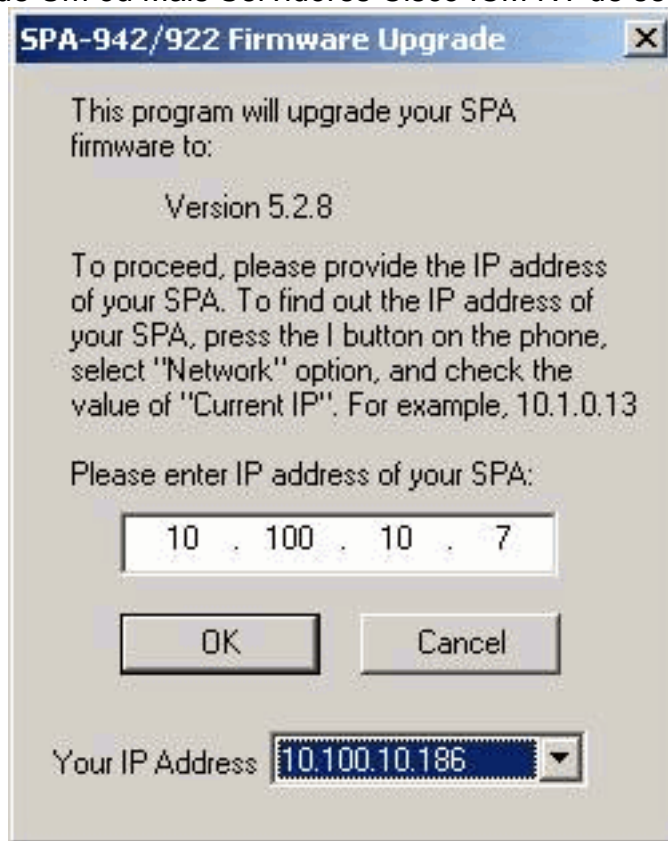 SPA-942/922 Firmware Upgrade
This program will upgrade your SPA
firmware to:
Version 5.2.8
To proceed, please provide the IP address
of your SPA. To find out the IP address of
your SPA, press the I button on the phone,
select "Network" option, and check the
value of "Current IP". For example, 10.1.0.13
Please enter IP address of your SPA:
10 . 100 . 10 . 7
OK
Cancel
Your IP Address 10.100.10.186